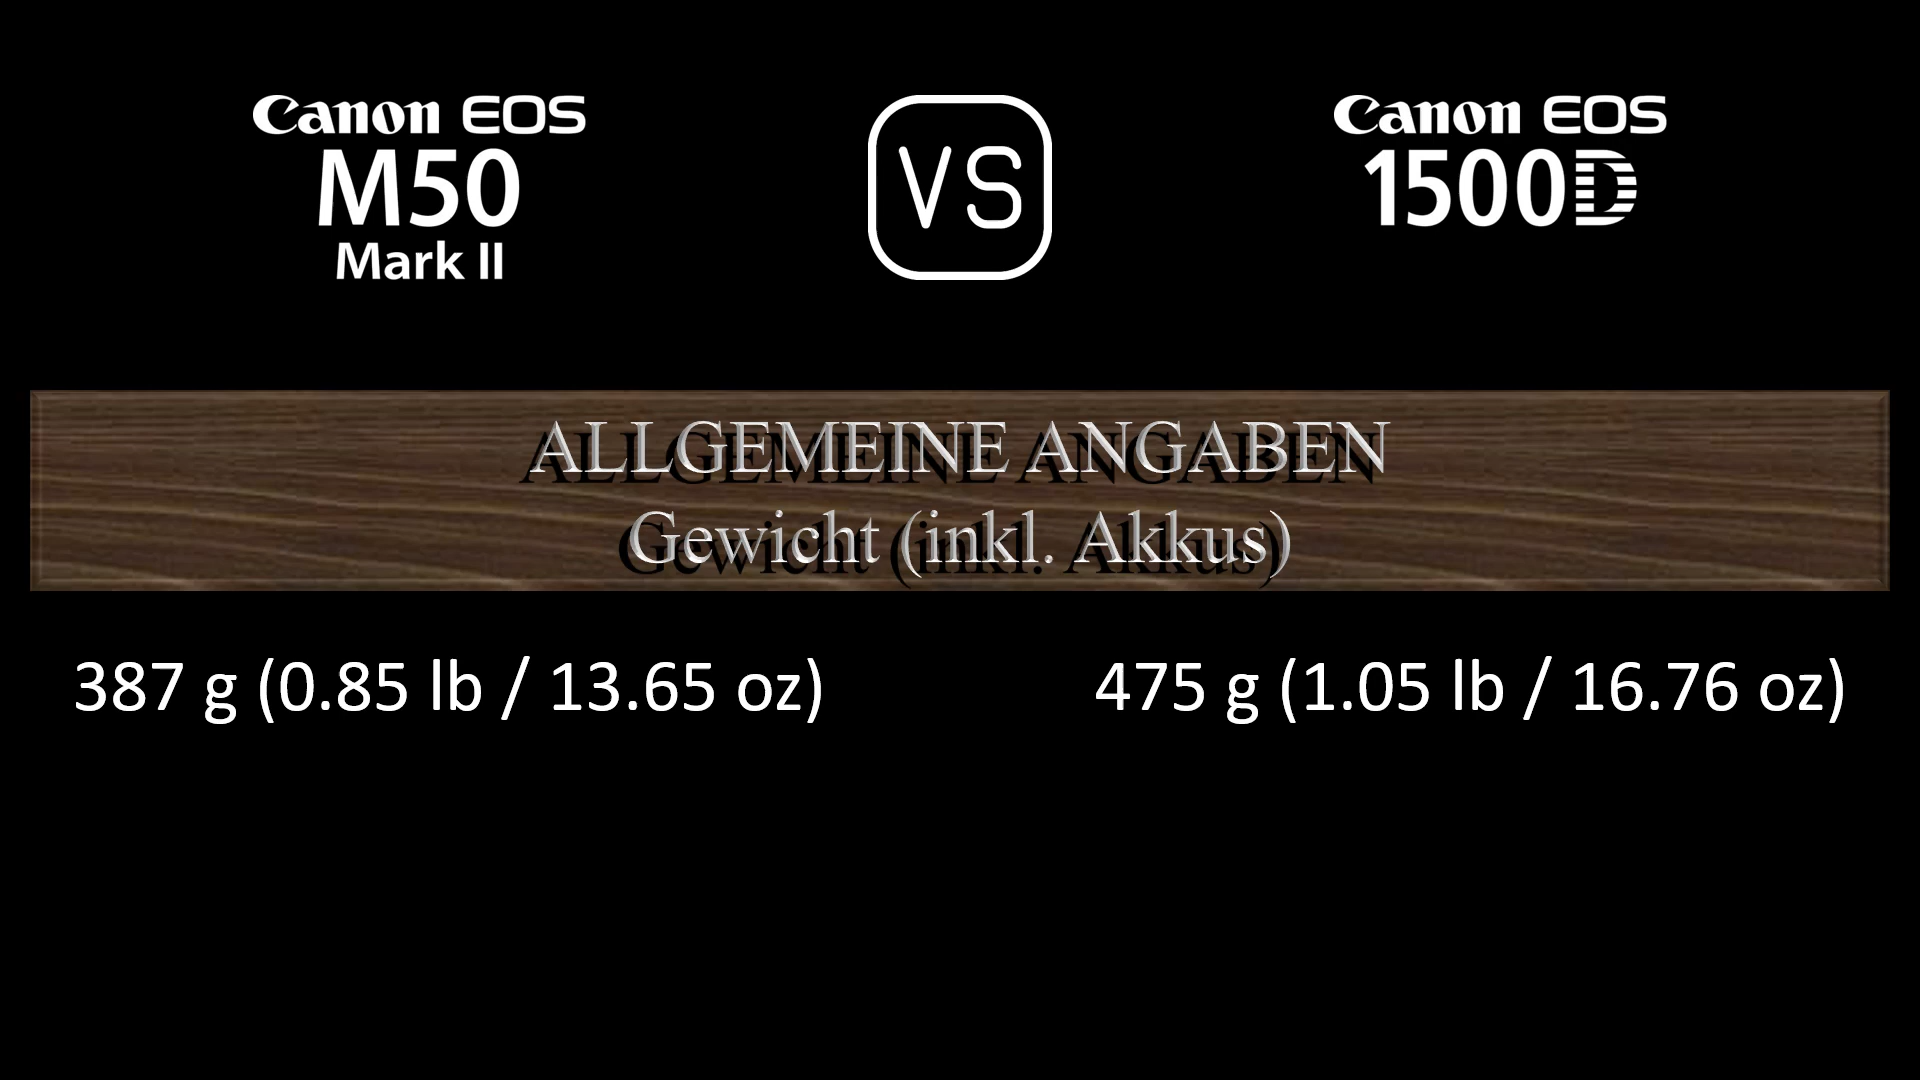 Canon EOS
M50
Mark II
VS
Canon EOS
1500D
ALLGEMEINE ANGABEN
Gewicht (inkl. Akkus)
387 g (0.85 lb / 13.65 oz)
475 g (1.05 lb / 16.76 oz)